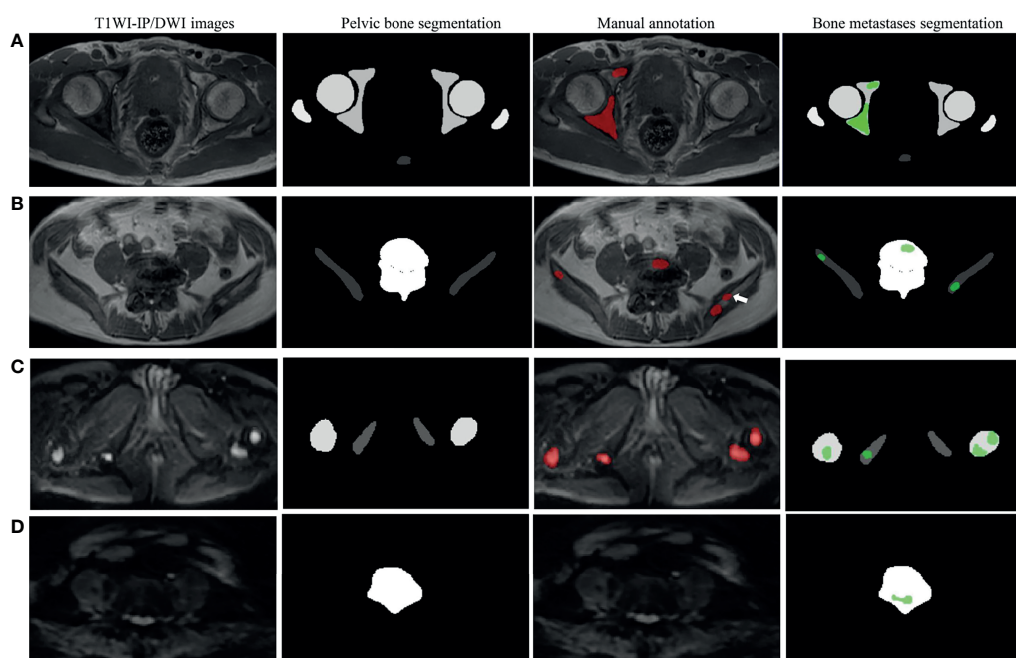 T1WI-IP/DWI images Pelvic bone segmentation Manual annotation Bone metastases segmentation
A
B
C
D